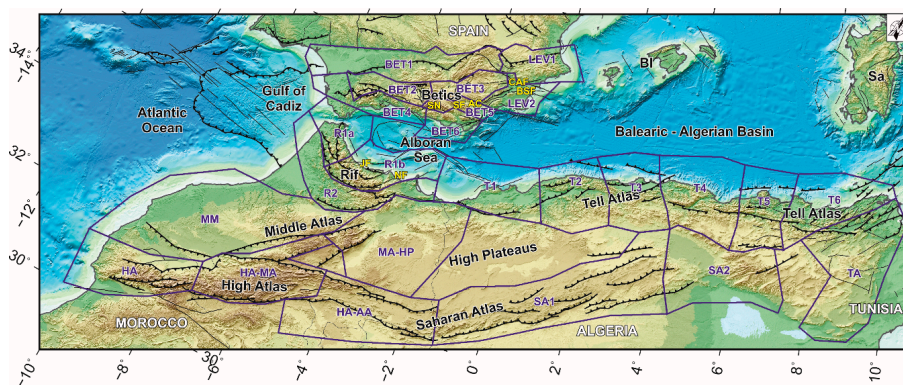 SPAIN
34°
-14°
BET1
LEV1
BI
Sa
Gulf of
Cadiz
BET2
Betics
BET3
CAF
BSF
SN
SF
AC
LEV2
Atlantic
Ocean
BET4
BET5
BET6
Alboran
Sea
Balearic - Algerian Basin
R1a
32°
JF
R1b
NF
Rif
R2
T1
T2
T3
T4
T5
T6
Tell Atlas
Tell Atlas
-12°
MM
Middle Atlas
MA-HP
High Plateaus
30°
HA
HA-MA
High Atlas
SA2
TA
HA-AA
Saharan Atlas
SA1
MOROCCO
ALGERIA
TUNISIA
30°
-10°
-8°
-6°
-4°
-2°
0°
2°
4°
6°
8°
10°